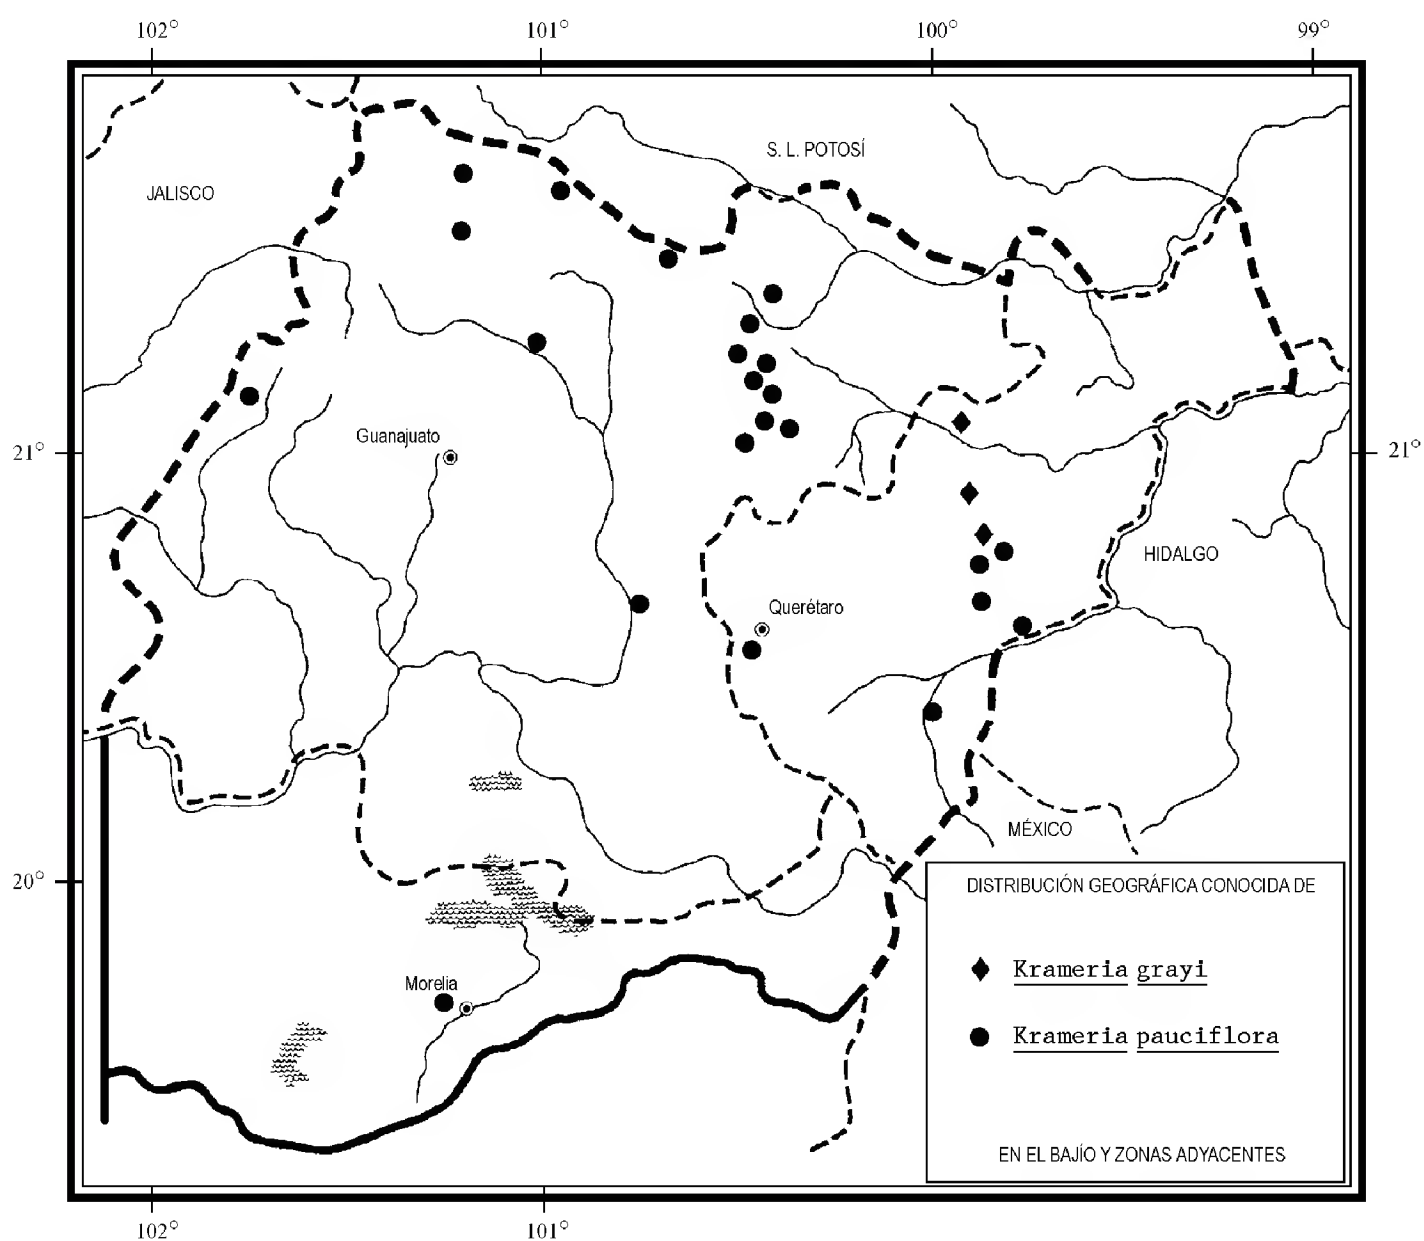 102° 101° 100° 99°
S. L. POTOSÍ
JALISCO
Guanajuato
21° 21°
HIDALGO
Querétaro
MÉXICO
20°
DISTRIBUCIÓN GEOGRÁFICA CONOCIDA DE
Krameria grayi
Morelia
Krameria pauciflora
EN EL BAJÍO Y ZONAS ADYACENTES
102° 101°